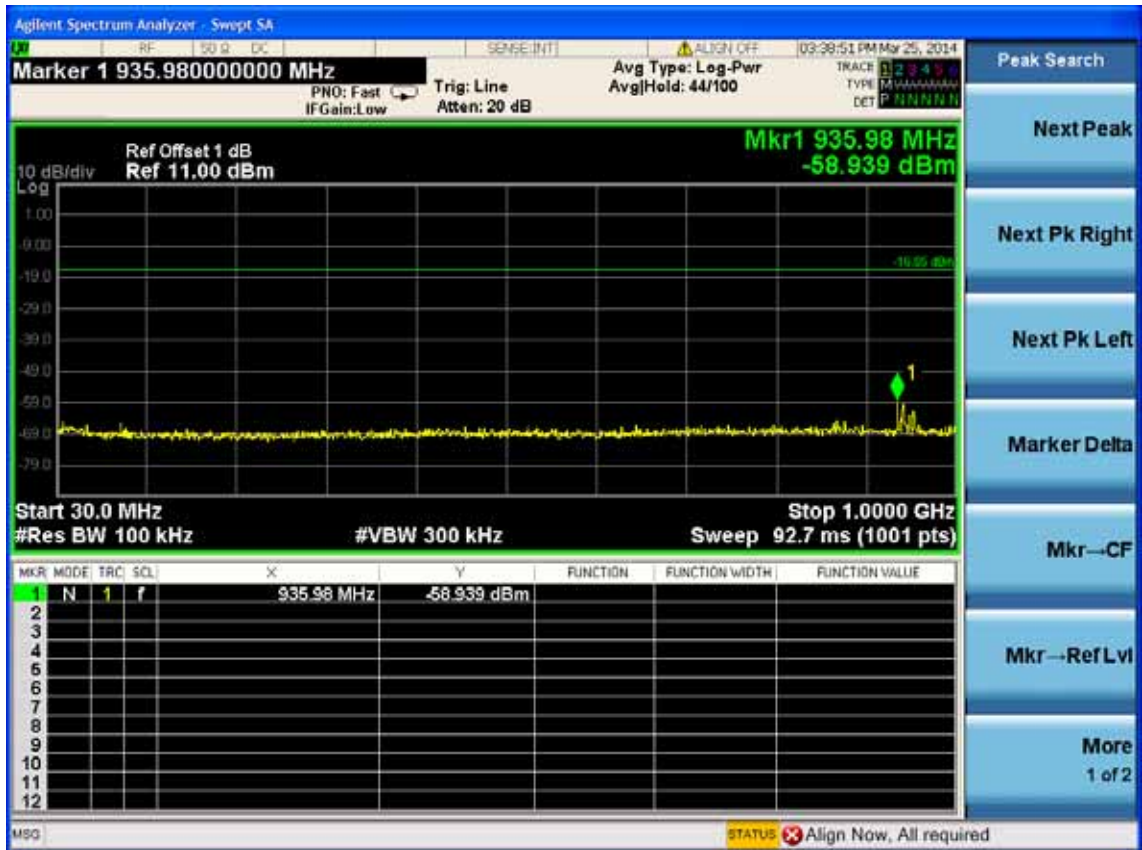 Agilent Spectrum Analyzer - Swept SA
RF 50 Ω DC SENSE:INT ALIGN OFF 03:38:51 PM Mar 25, 2014
Marker 1 935.980000000 MHz
PNO: Fast
IFGain:Low
Trig: Line
Atten: 20 dB
Avg Type: Log-Pwr
Avg|Hold: 44/100
TRACE 1 2 3 4 5 6
TYPE M
DET P N N N N N
Mkr1 935.98 MHz
-58.939 dBm
Ref Offset 1 dB
10 dB/div Ref 11.00 dBm
Log
1.00
-9.00
-16.05 dBm
-19.0
-29.0
-39.0
-49.0
1
-59.0
-69.0
-79.0
Start 30.0 MHz Stop 1.0000 GHz
#Res BW 100 kHz #VBW 300 kHz Sweep 92.7 ms (1001 pts)
MKR MODE TRC SCL X Y FUNCTION FUNCTION WIDTH FUNCTION VALUE
1 N 1 f 935.98 MHz -58.939 dBm
2
3
4
5
6
7
8
9
10
11
12
MSG STATUS Align Now, All required
Peak Search
Next Peak
Next Pk Right
Next Pk Left
Marker Delta
Mkr→CF
Mkr→Ref Lvl
More
1 of 2